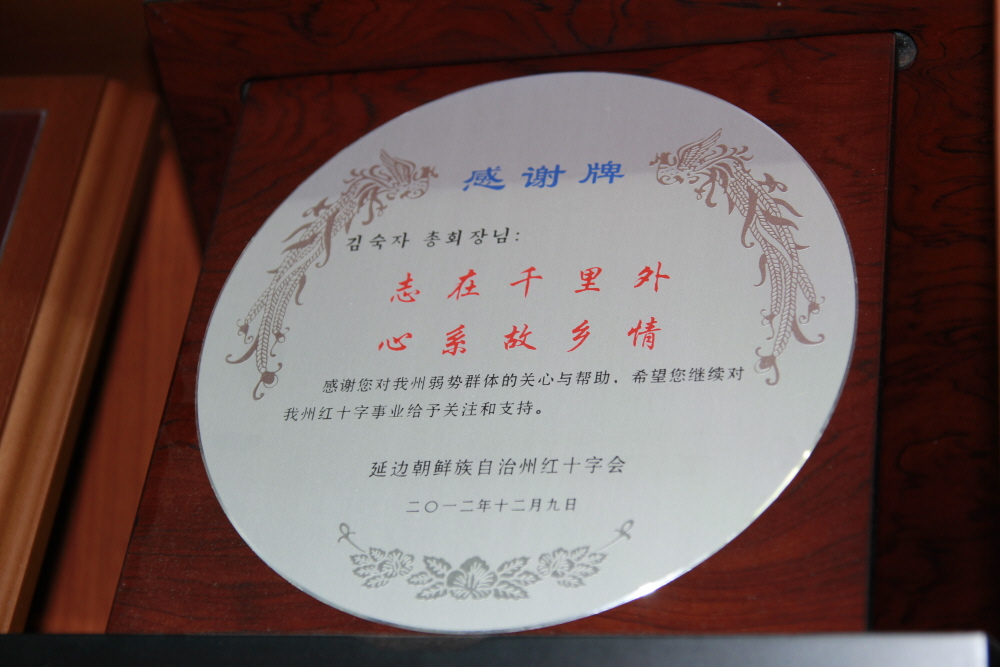 感谢牌
김숙자 총회장님:
志在千里外
心系故乡情
感谢您对我州弱势群体的关心与帮助，希望您继续对
我州红十字事业给予关注和支持。
延边朝鲜族自治州红十字会
二〇一二年十二月九日